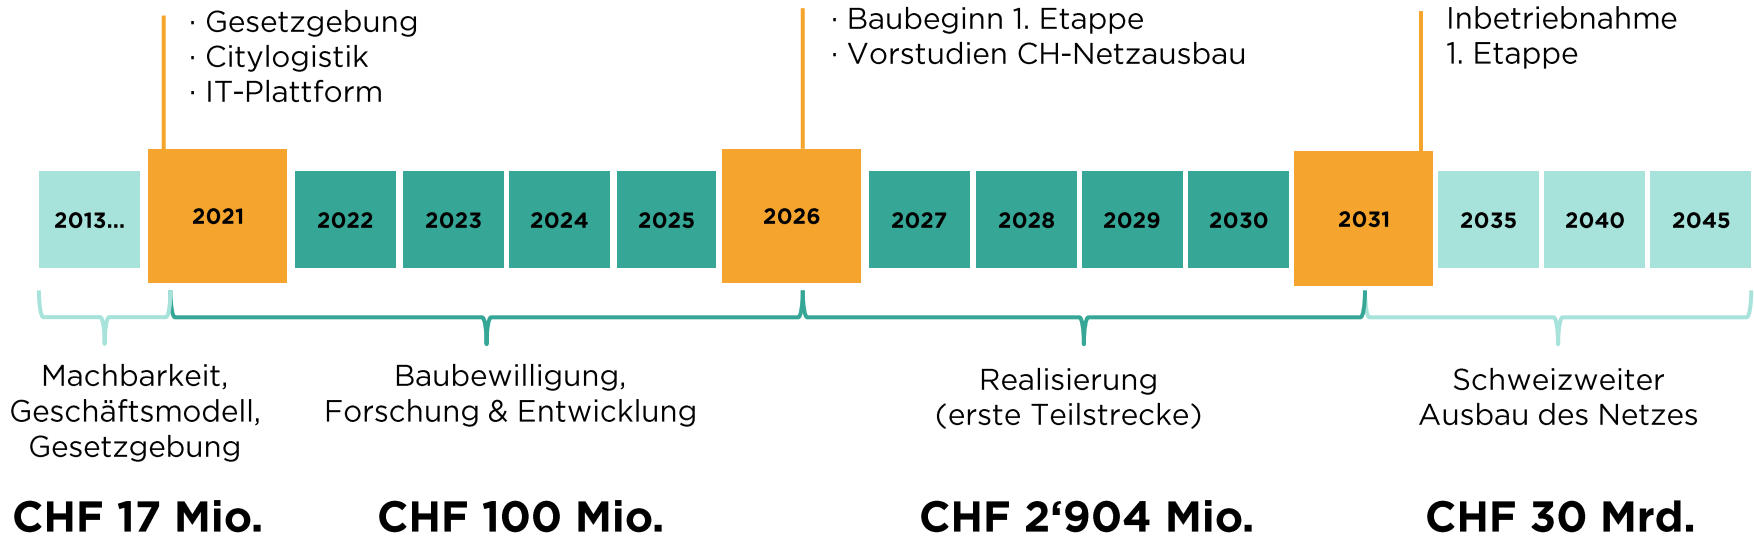 · Gesetzgebung
· Citylogistik
· IT-Plattform
· Baubeginn 1. Etappe
· Vorstudien CH-Netzausbau
Inbetriebnahme
1. Etappe
2013...
2021
2022
2023
2024
2025
2026
2027
2028
2029
2030
2031
2035
2040
2045
Machbarkeit,
Geschäftsmodell,
Gesetzgebung
CHF 17 Mio.
Baubewilligung,
Forschung & Entwicklung
CHF 100 Mio.
Realisierung
(erste Teilstrecke)
CHF 2‘904 Mio.
Schweizweiter
Ausbau des Netzes
CHF 30 Mrd.